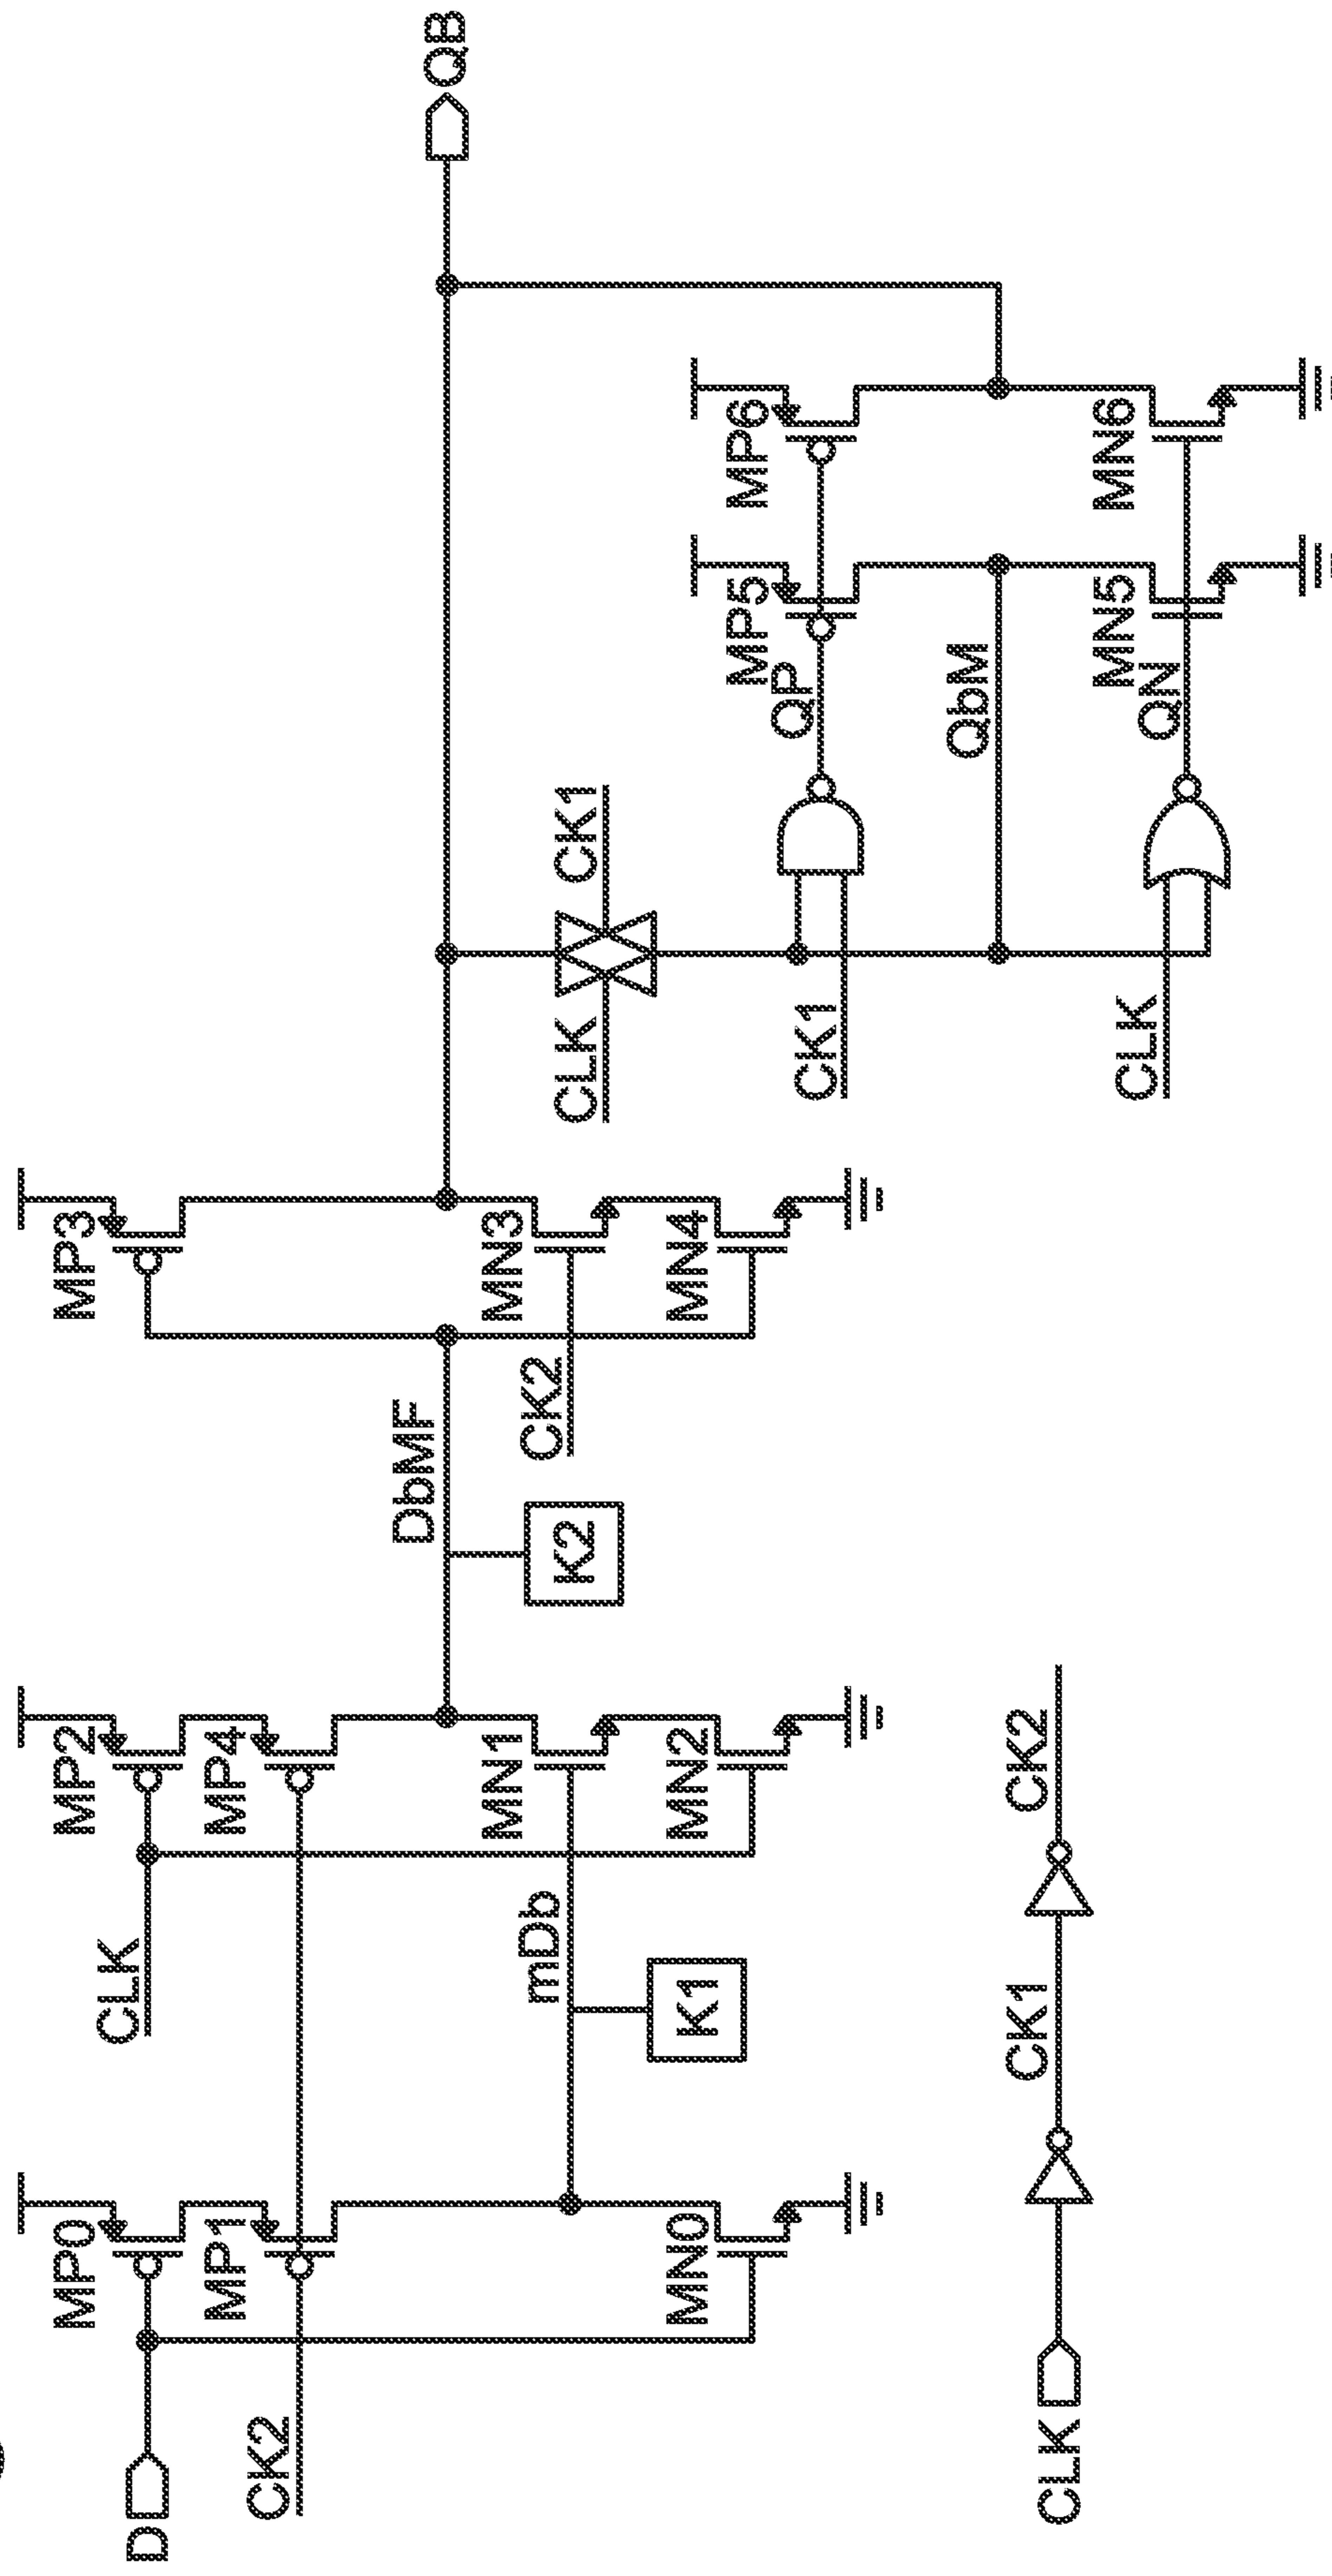 D
CK2
MP0
MP1
MN0
CLK
mDb
K1
MP2
MP4
MN1
MN2
DbMF
K2
CK2
MP3
MN3
MN4
CLK
CK1
CK1
CLK
QP
QbM
QN
MP5
MN5
MP6
MN6
QB
CLK
CK1
CK2